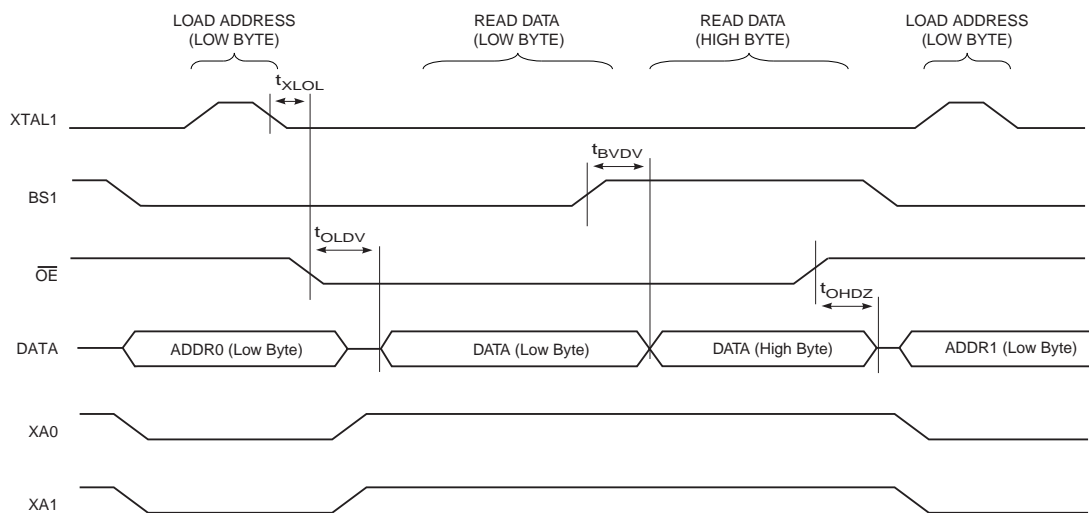 LOAD ADDRESS
(LOW BYTE)
READ DATA
(LOW BYTE)
READ DATA
(HIGH BYTE)
LOAD ADDRESS
(LOW BYTE)
tXLOL
XTAL1
tBVDV
BS1
tOLDV
OE
tOHDZ
DATA
ADDR0 (Low Byte)
DATA (Low Byte)
DATA (High Byte)
ADDR1 (Low Byte)
XA0
XA1